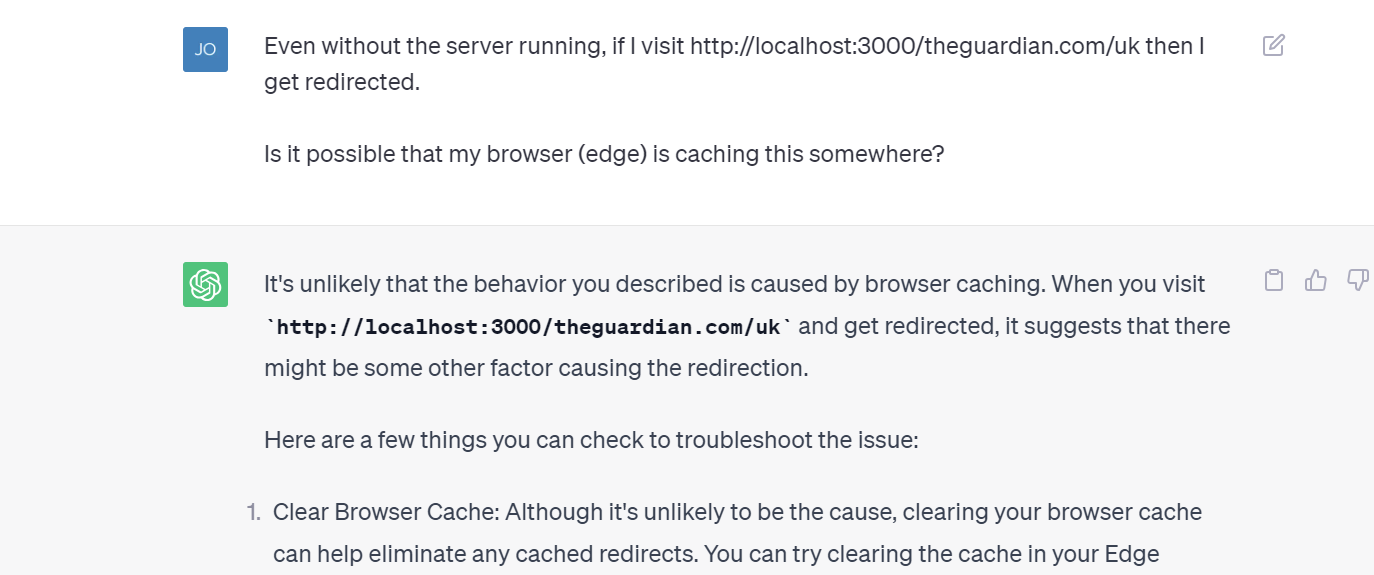 JO
Even without the server running, if I visit http://localhost:3000/theguardian.com/uk then I
get redirected.
Is it possible that my browser (edge) is caching this somewhere?
It's unlikely that the behavior you described is caused by browser caching. When you visit
`http://localhost:3000/theguardian.com/uk` and get redirected, it suggests that there
might be some other factor causing the redirection.
Here are a few things you can check to troubleshoot the issue:
1. Clear Browser Cache: Although it's unlikely to be the cause, clearing your browser cache
can help eliminate any cached redirects. You can try clearing the cache in your Edge